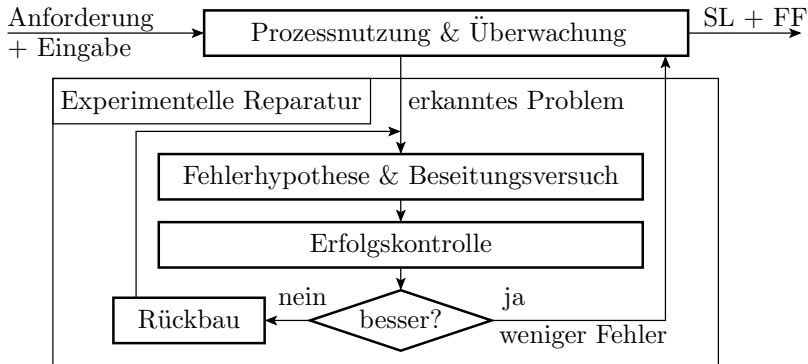 Anforderung
+ Eingabe
Prozessnutzung & Überwachung
SL + FF
Experimentelle Reparatur
erkanntes Problem
Fehlerhypothese & Beseitungsversuch
Erfolgskontrolle
nein
ja
Rückbau
besser?
weniger Fehler